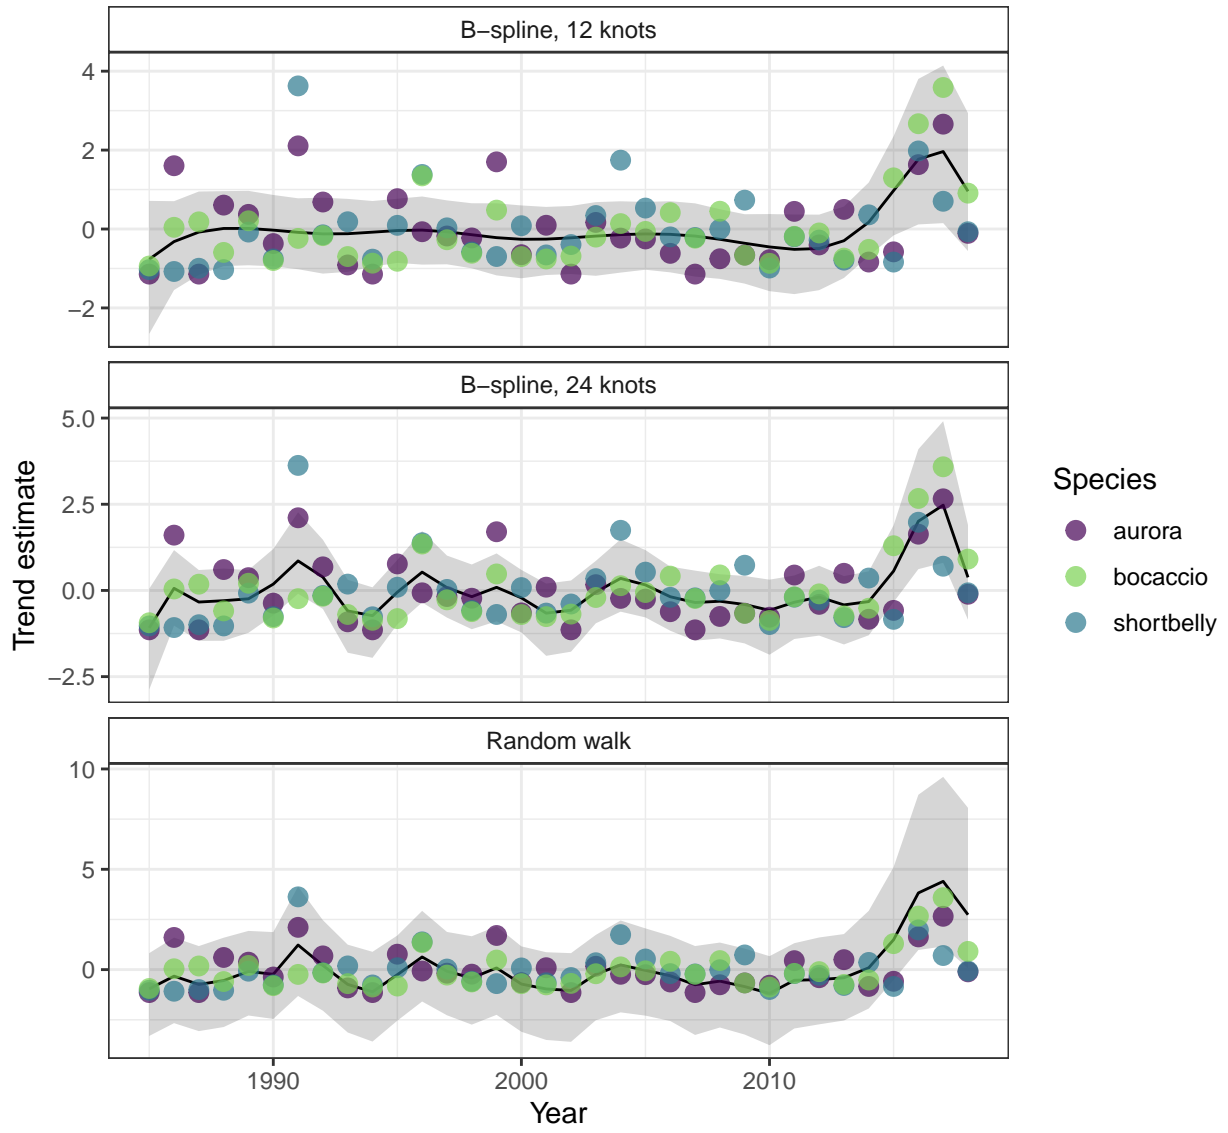 B−spline, 12 knots
4
2
0
−2
B−spline, 24 knots
5.0
2.5
0.0
−2.5
Random walk
10
5
0
1990
2000
2010
Year
Trend estimate
Species
aurora
bocaccio
shortbelly